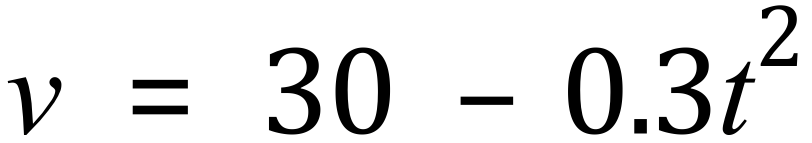 v = 30 − 0.3t²